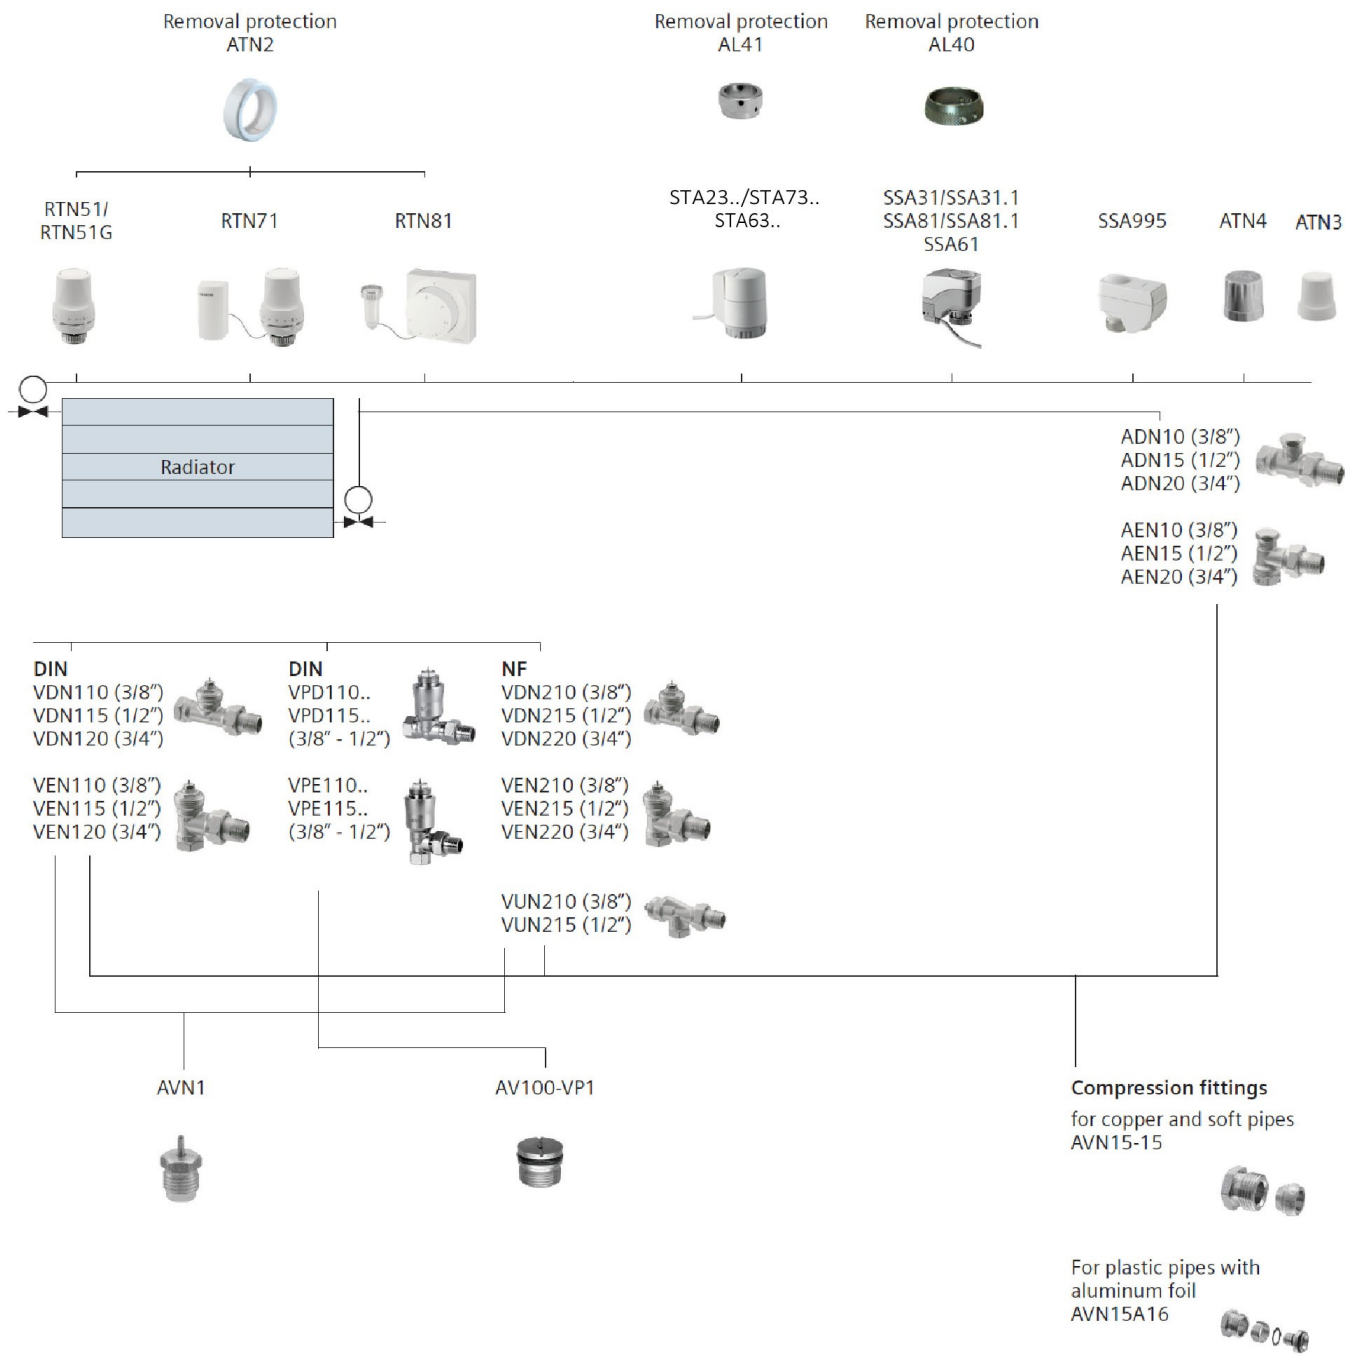 Removal protection
ATN2
Removal protection
AL41
Removal protection
AL40
RTN51/
RTN51G
RTN71
RTN81
STA23../STA73..
STA63..
SSA31/SSA31.1
SSA81/SSA81.1
SSA61
SSA995
ATN4
ATN3
Radiator
ADN10 (3/8")
ADN15 (1/2")
ADN20 (3/4")
AEN10 (3/8")
AEN15 (1/2")
AEN20 (3/4")
DIN
VDN110 (3/8")
VDN115 (1/2")
VDN120 (3/4")
VEN110 (3/8")
VEN115 (1/2")
VEN120 (3/4")
DIN
VPD110..
VPD115..
(3/8" - 1/2")
VPE110..
VPE115..
(3/8" - 1/2")
NF
VDN210 (3/8")
VDN215 (1/2")
VDN220 (3/4")
VEN210 (3/8")
VEN215 (1/2")
VEN220 (3/4")
VUN210 (3/8")
VUN215 (1/2")
AVN1
AV100-VP1
Compression fittings
for copper and soft pipes
AVN15-15
For plastic pipes with
aluminum foil
AVN15A16